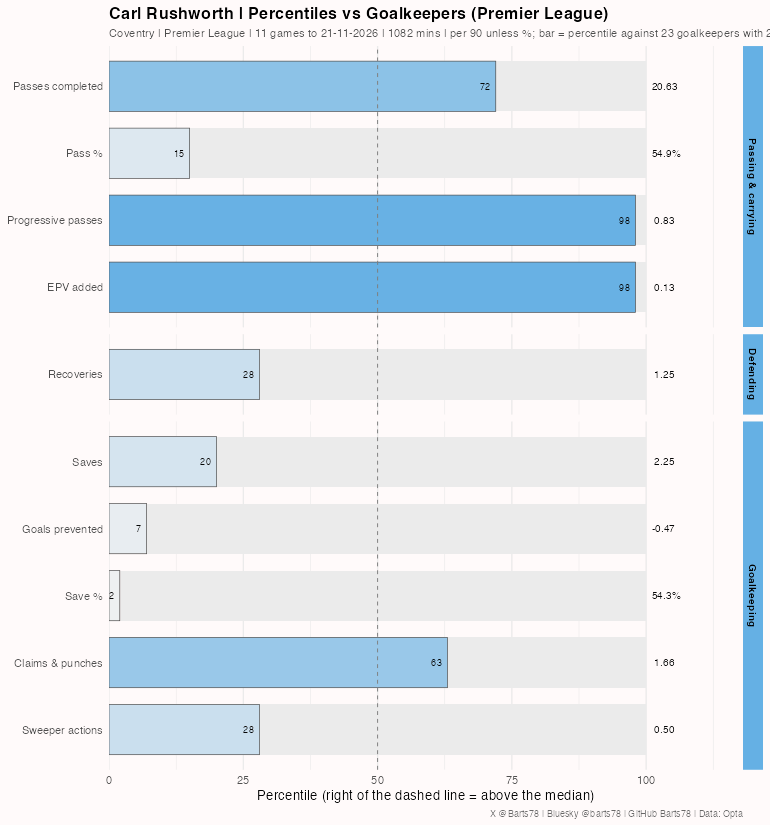 Carl Rushworth | Percentiles vs Goalkeepers (Premier League)
Coventry | Premier League | 11 games to 21-11-2026 | 1082 mins | per 90 unless %; bar = percentile against 23 goalkeepers with
Passes completed 72 20.63
Pass % 15 54.9%
Progressive passes 98 0.83
EPV added 98 0.13
Passing & carrying
Recoveries 28 1.25
Defending
Saves 20 2.25
Goals prevented 7 -0.47
Save % 2 54.3%
Claims & punches 63 1.66
Sweeper actions 28 0.50
Goalkeeping
0 25 50 75 100
Percentile (right of the dashed line = above the median)
X @Barts78 | Bluesky @barts78 | GitHub Barts78 | Data: Opta